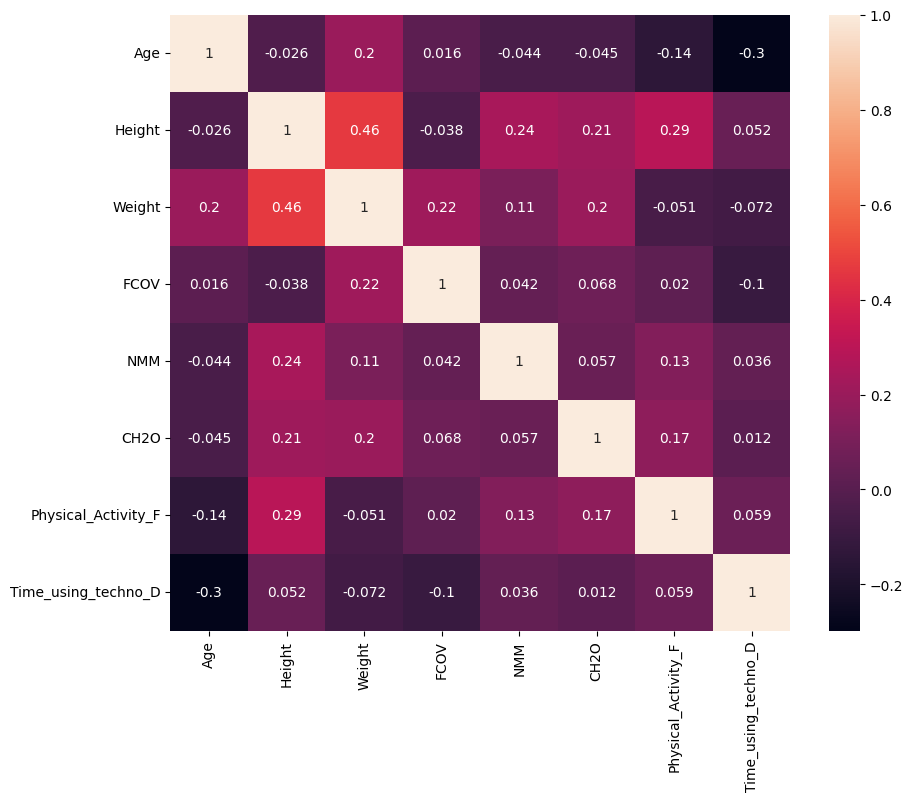 Age 1 -0.026 0.2 0.016 -0.044 -0.045 -0.14 -0.3
Height -0.026 1 0.46 -0.038 0.24 0.21 0.29 0.052
Weight 0.2 0.46 1 0.22 0.11 0.2 -0.051 -0.072
FCOV 0.016 -0.038 0.22 1 0.042 0.068 0.02 -0.1
NMM -0.044 0.24 0.11 0.042 1 0.057 0.13 0.036
CH2O -0.045 0.21 0.2 0.068 0.057 1 0.17 0.012
Physical_Activity_F -0.14 0.29 -0.051 0.02 0.13 0.17 1 0.059
Time_using_techno_D -0.3 0.052 -0.072 -0.1 0.036 0.012 0.059 1
Age Height Weight FCOV NMM CH2O Physical_Activity_F Time_using_techno_D
1.0
0.8
0.6
0.4
0.2
0.0
−0.2